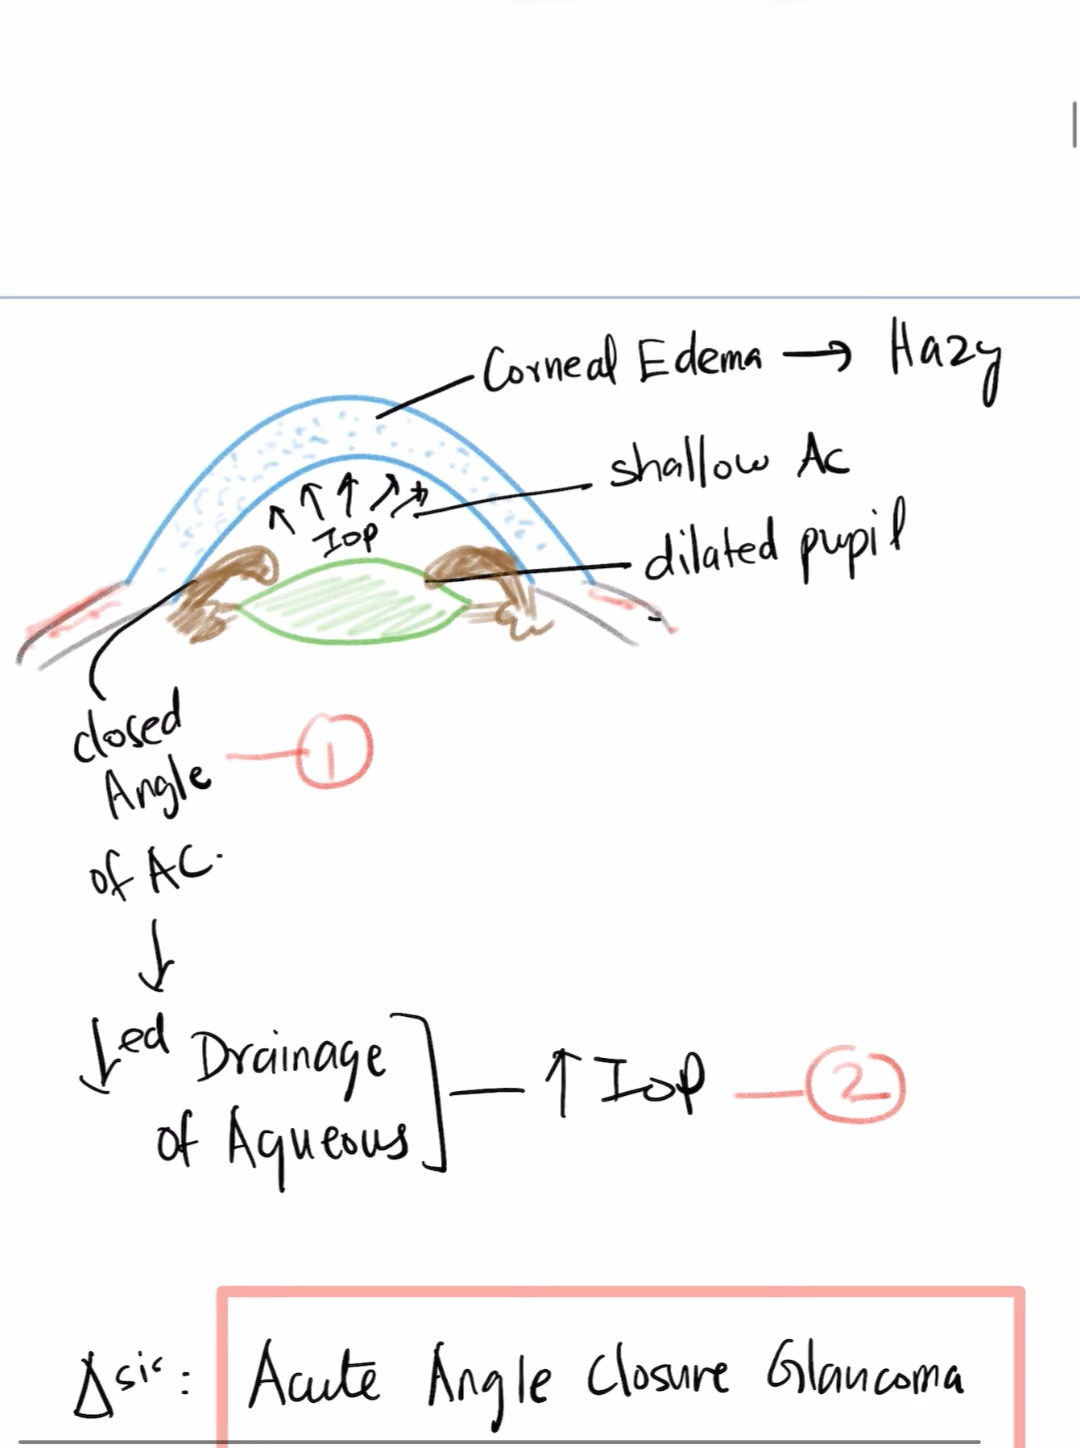 Corneal Edema → Hazy
shallow Ac
IOP
dilated pupil
closed
Angle — 1
of AC.
↓
↓ed Drainage
of Aqueous] — ↑ IOP — 2
Δsis: Acute Angle Closure Glaucoma